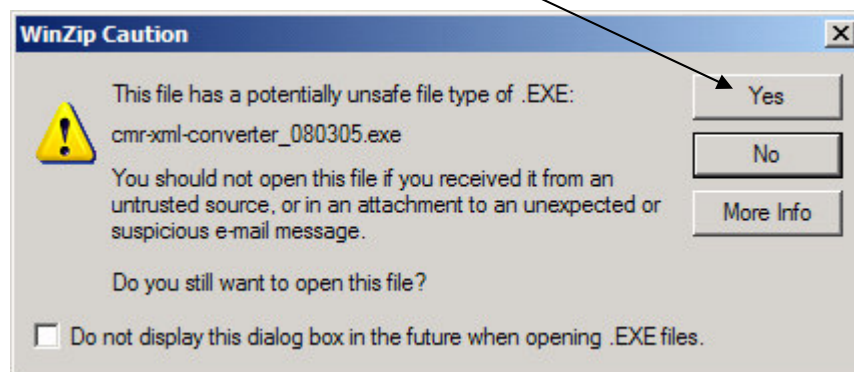 WinZip Caution
This file has a potentially unsafe file type of .EXE:
cmr-xml-converter_080305.exe
You should not open this file if you received it from an
untrusted source, or in an attachment to an unexpected or
suspicious e-mail message.
Do you still want to open this file?
Yes
No
More Info
Do not display this dialog box in the future when opening .EXE files.